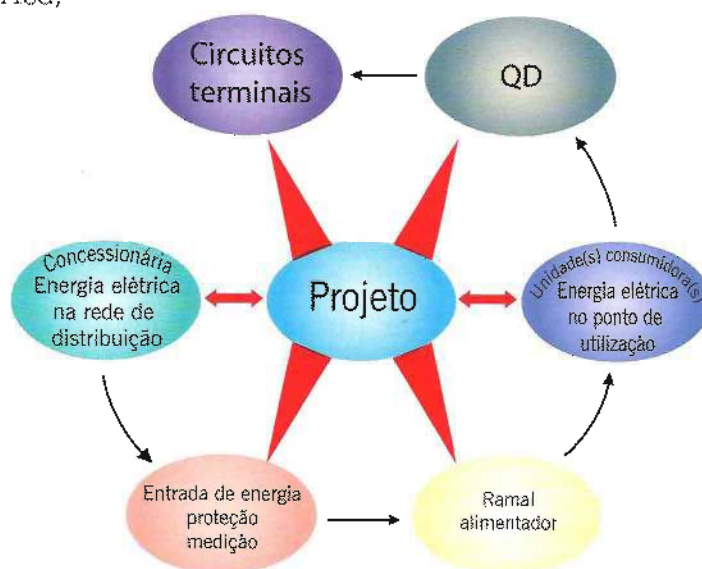 Circuitos
terminais
QD
Concessionária
Energia elétrica
na rede de
distribuição
Projeto
Unidade(s) consumidora(s)
Energia elétrica
no ponto de
utilização
Entrada de energia
proteção
medição
Ramal
alimentador